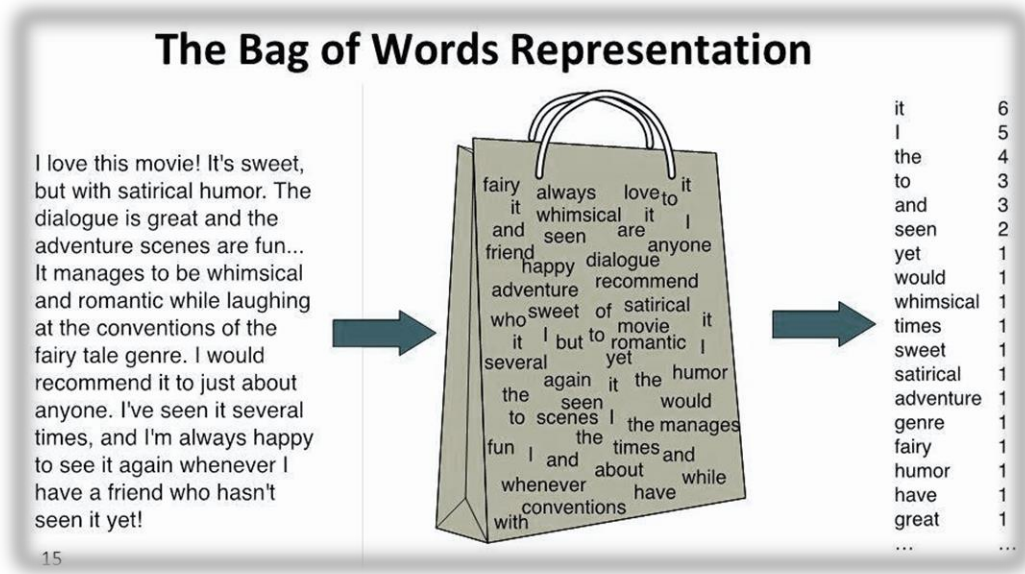 The Bag of Words Representation
I love this movie! It's sweet,
but with satirical humor. The
dialogue is great and the
adventure scenes are fun...
It manages to be whimsical
and romantic while laughing
at the conventions of the
fairy tale genre. I would
recommend it to just about
anyone. I've seen it several
times, and I'm always happy
to see it again whenever I
have a friend who hasn't
seen it yet!
fairy always love to it
it whimsical it I
and seen are
friend anyone
happy dialogue
adventure recommend
who sweet of satirical
it I but to movie it
romantic I
several yet
again it the humor
the seen would
to scenes I the manages
fun I and the times and
about
whenever have while
conventions
with
it 6
I 5
the 4
to 3
and 3
seen 2
yet 1
would 1
whimsical 1
times 1
sweet 1
satirical 1
adventure 1
genre 1
fairy 1
humor 1
have 1
great 1
... ...
15